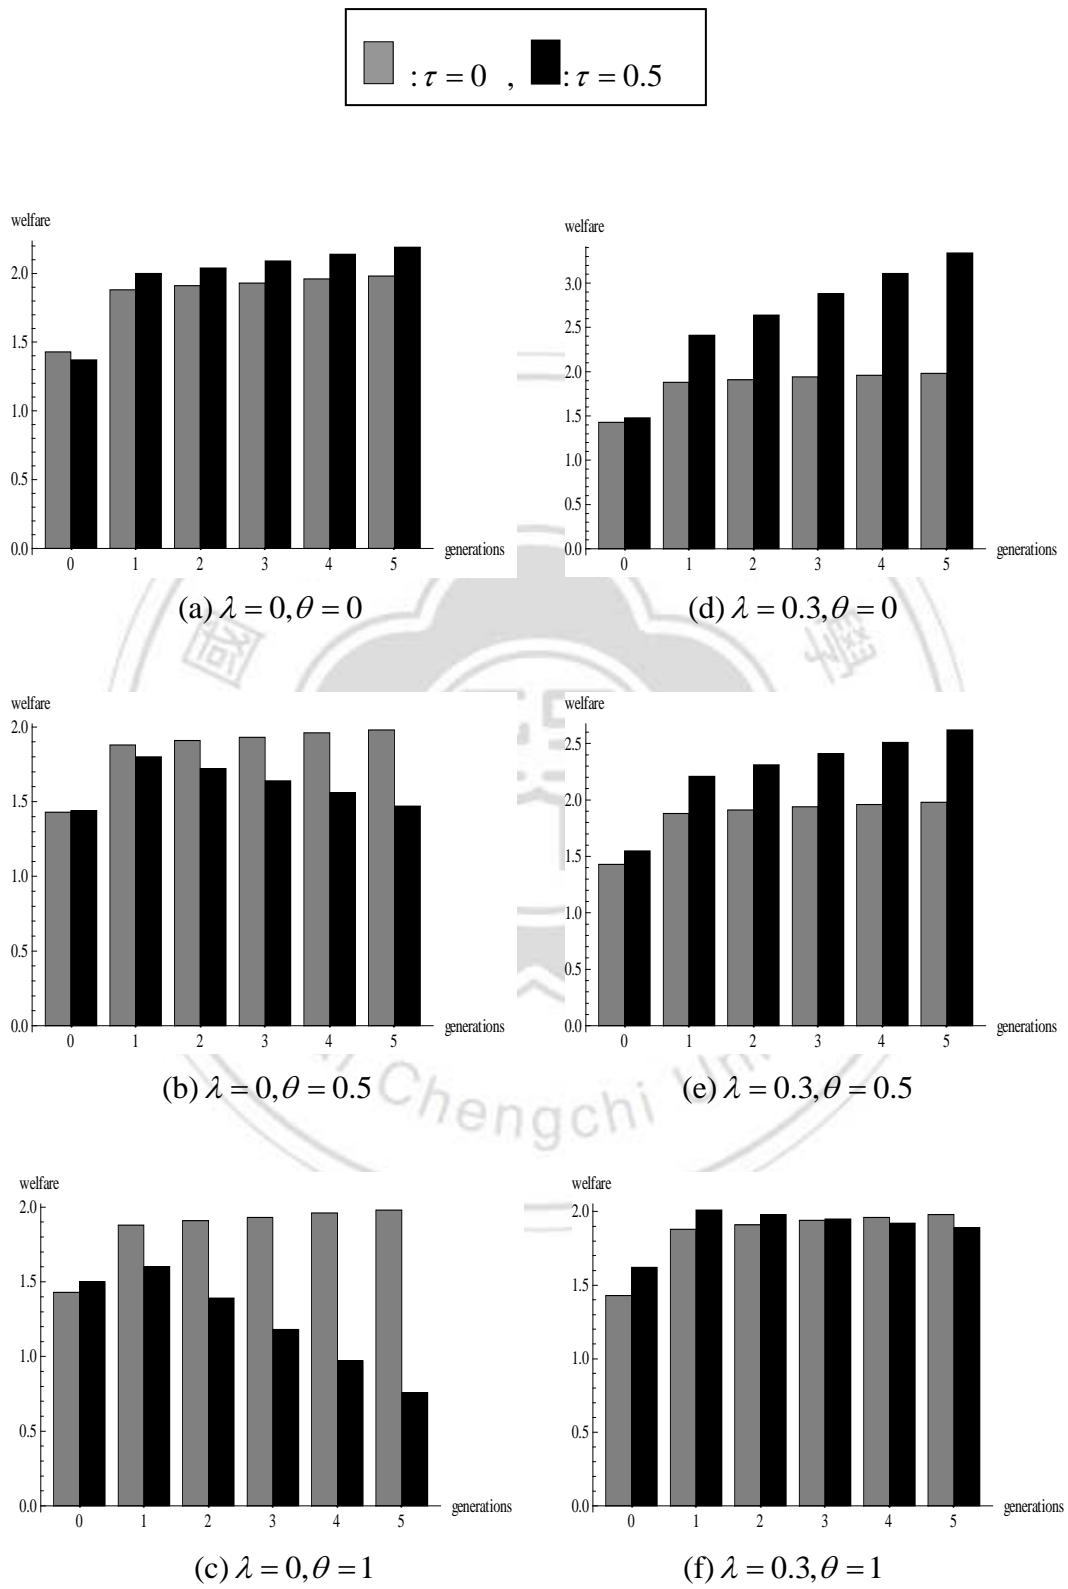 : τ = 0 , : τ = 0.5
welfare
2.0
1.5
1.0
0.5
0.0
0 1 2 3 4 5
generations
(a) λ = 0, θ = 0
welfare
3.0
2.5
2.0
1.5
1.0
0.5
0.0
0 1 2 3 4 5
generations
(d) λ = 0.3, θ = 0
國
學
welfare
2.0
1.5
1.0
0.5
0.0
0 1 2 3 4 5
generations
(b) λ = 0, θ = 0.5
welfare
2.5
2.0
1.5
1.0
0.5
0.0
0 1 2 3 4 5
generations
(e) λ = 0.3, θ = 0.5
Chengchi
welfare
2.0
1.5
1.0
0.5
0.0
0 1 2 3 4 5
generations
(c) λ = 0, θ = 1
welfare
2.0
1.5
1.0
0.5
0.0
0 1 2 3 4 5
generations
(f) λ = 0.3, θ = 1